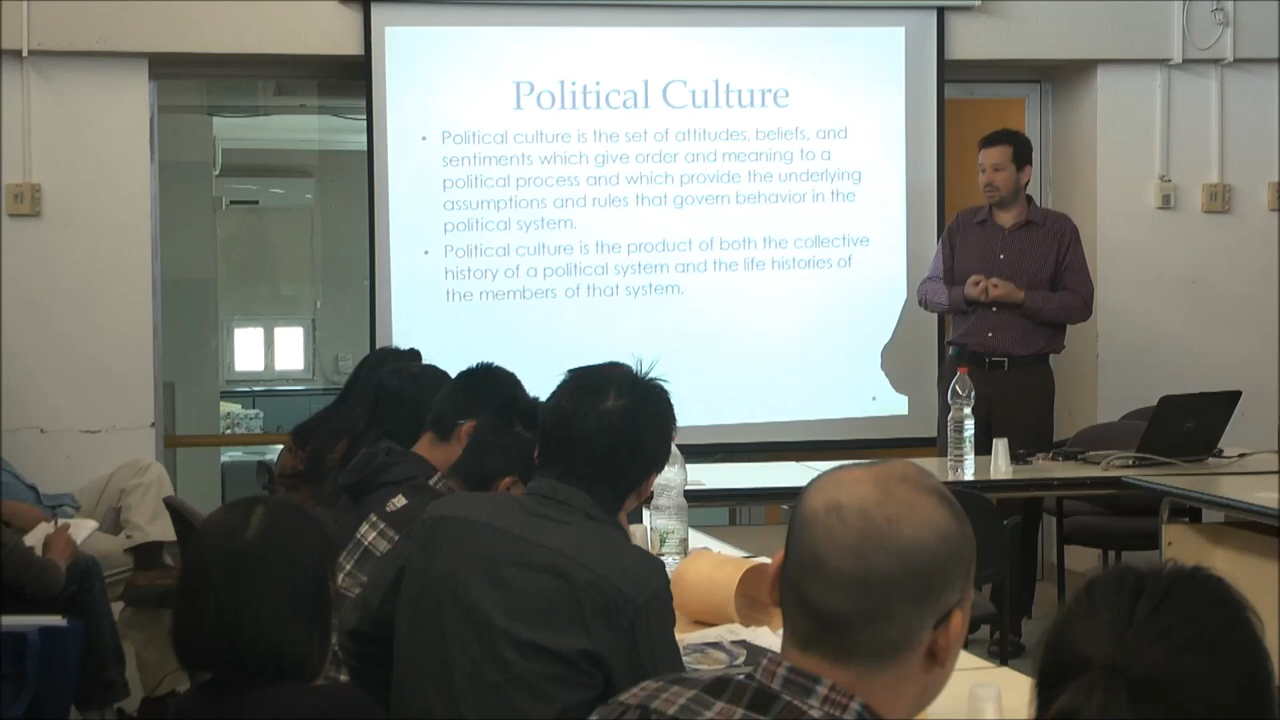 Political Culture
• Political culture is the set of attitudes, beliefs, and
sentiments which give order and meaning to a
political process and which provide the underlying
assumptions and rules that govern behavior in the
political system.
• Political culture is the product of both the collective
history of a political system and the life histories of
the members of that system.